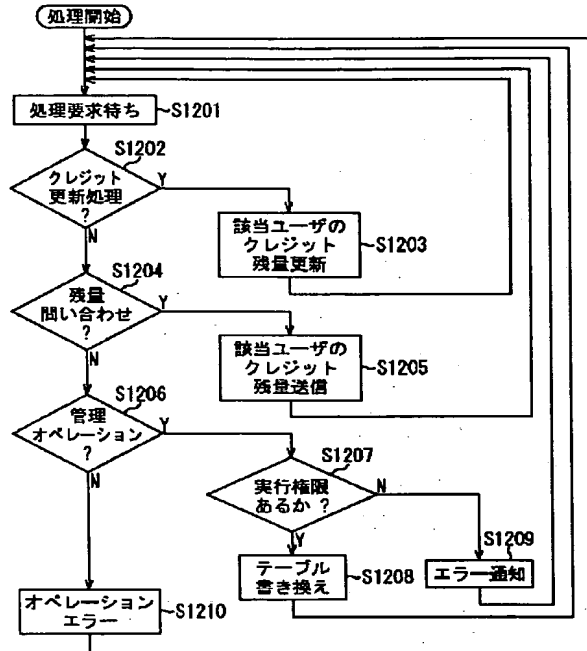 処理開始
処理要求待ち
S1201
S1202
クレジット
更新処理
?
Y
N
該当ユーザの
クレジット
残量更新
S1203
S1204
残量
問い合わせ
?
Y
N
該当ユーザの
クレジット
残量送信
S1205
S1206
管理
オペレーション
?
Y
N
S1207
実行権限
あるか ?
N
Y
テーブル
書き換え
S1208
S1209
エラー通知
オペレーション
エラー
S1210